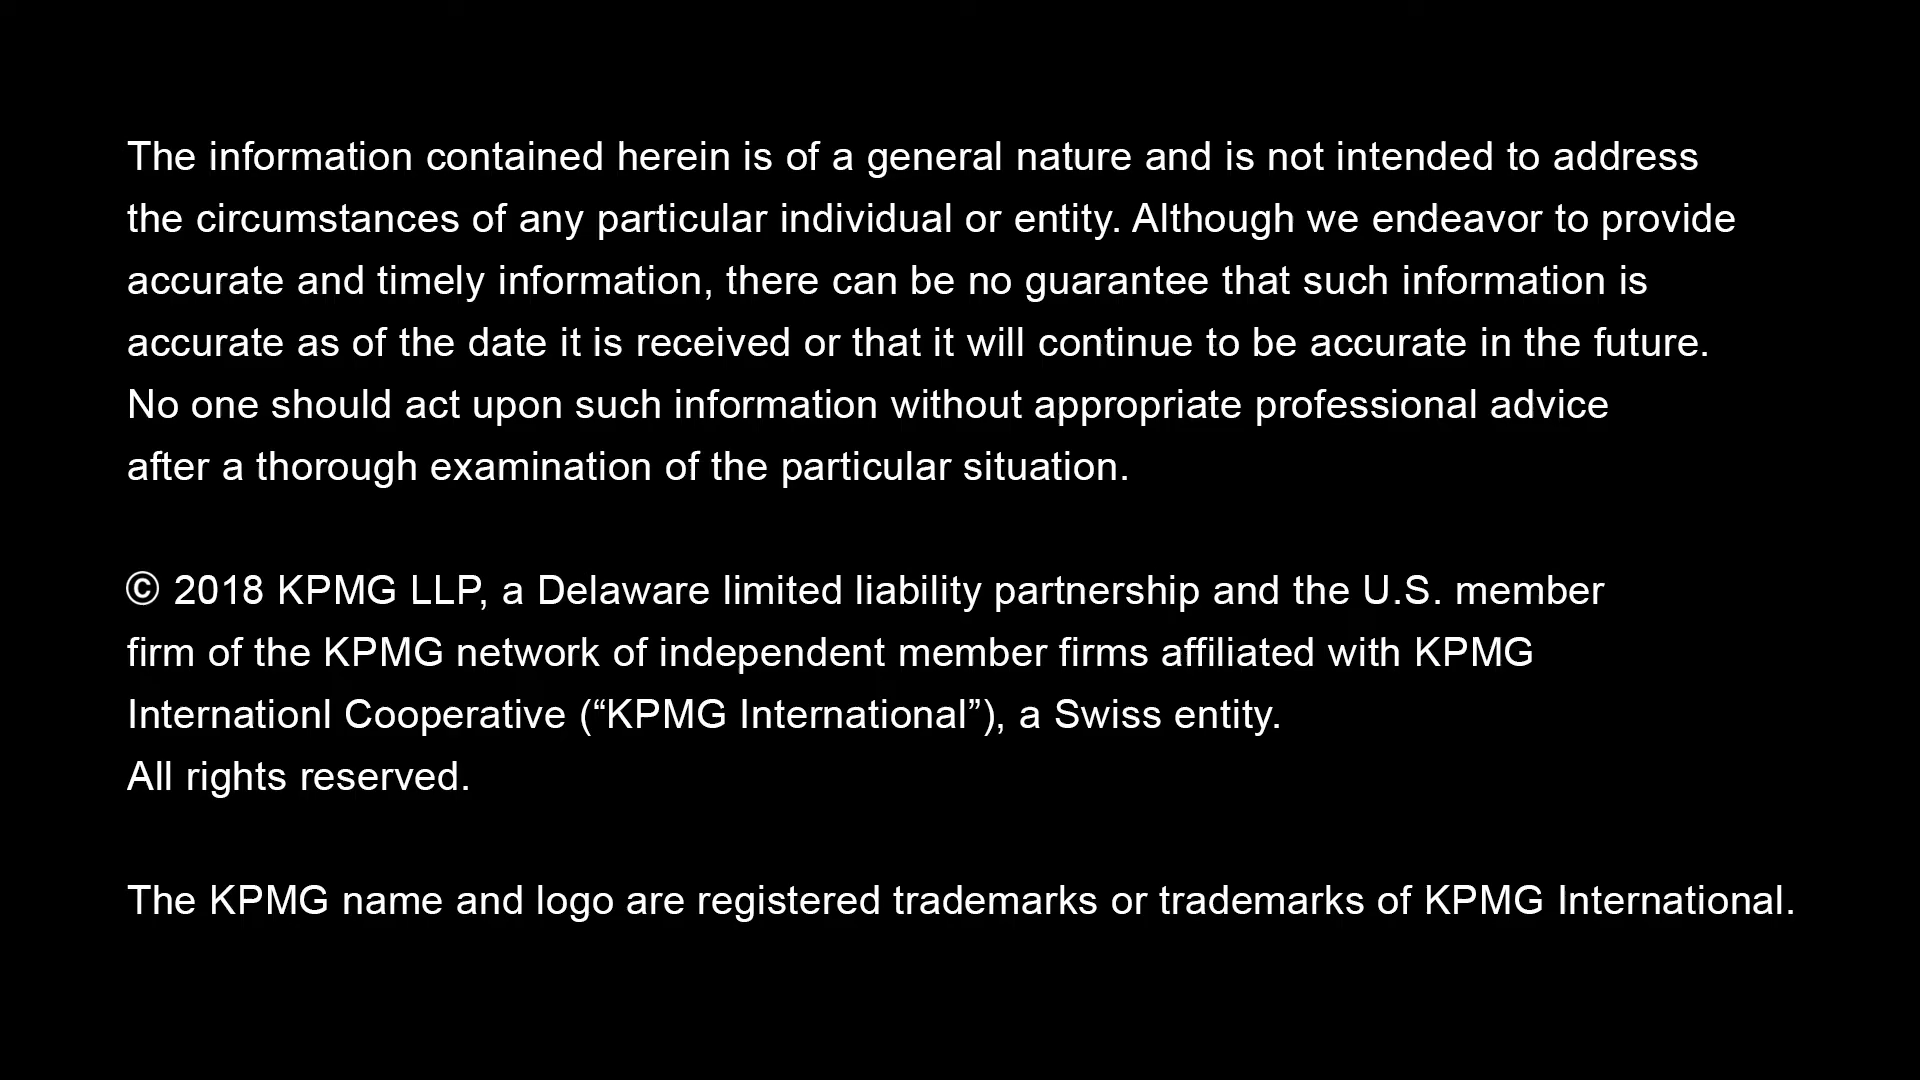 The information contained herein is of a general nature and is not intended to address
the circumstances of any particular individual or entity. Although we endeavor to provide
accurate and timely information, there can be no guarantee that such information is
accurate as of the date it is received or that it will continue to be accurate in the future.
No one should act upon such information without appropriate professional advice
after a thorough examination of the particular situation.
© 2018 KPMG LLP, a Delaware limited liability partnership and the U.S. member
firm of the KPMG network of independent member firms affiliated with KPMG
Internationl Cooperative (“KPMG International”), a Swiss entity.
All rights reserved.
The KPMG name and logo are registered trademarks or trademarks of KPMG International.